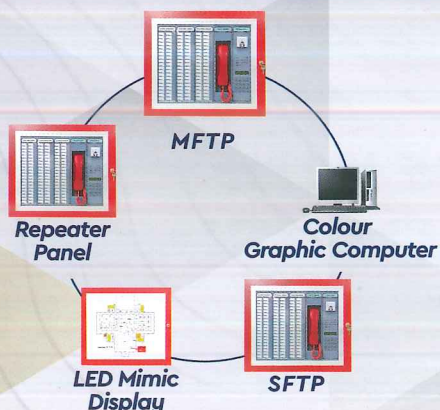 MFTP
Repeater
Panel
Colour
Graphic Computer
LED Mimic
Display
SFTP